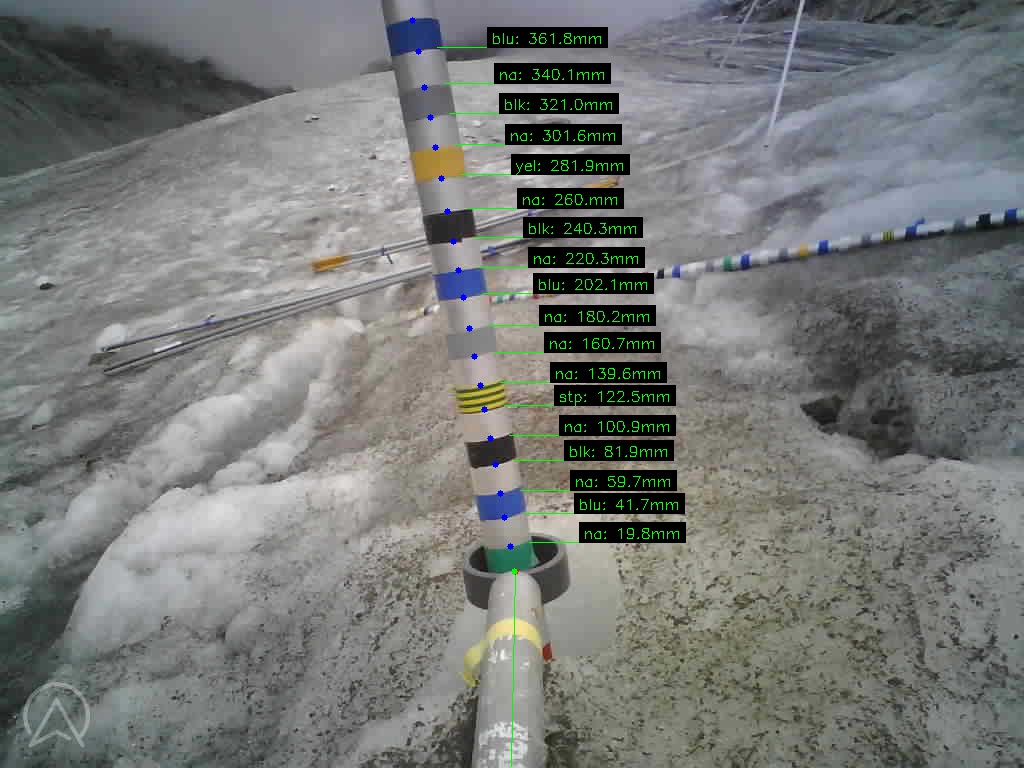 blu: 361.8mm
na: 340.1mm
blk: 321.0mm
na: 301.6mm
yel: 281.9mm
na: 260.mm
blk: 240.3mm
na: 220.3mm
blu: 202.1mm
na: 180.2mm
na: 160.7mm
na: 139.6mm
stp: 122.5mm
na: 100.9mm
blk: 81.9mm
na: 59.7mm
blu: 41.7mm
na: 19.8mm